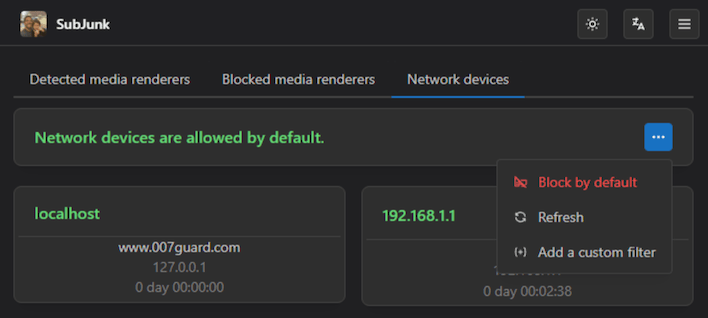 SubJunk
Detected media renderers
Blocked media renderers
Network devices
Network devices are allowed by default.
Block by default
Refresh
Add a custom filter
localhost
www.007guard.com
127.0.0.1
0 day 00:00:00
192.168.1.1
0 day 00:02:38